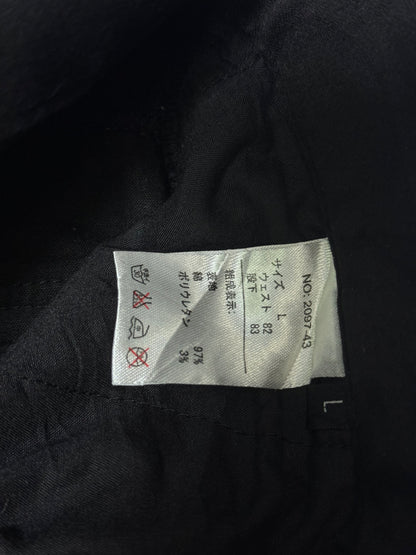 NO: 2097-43
サイズ L
ウェスト 82
股下 83
組成表示:
表地
綿 97%
ポリウレタン 3%
L